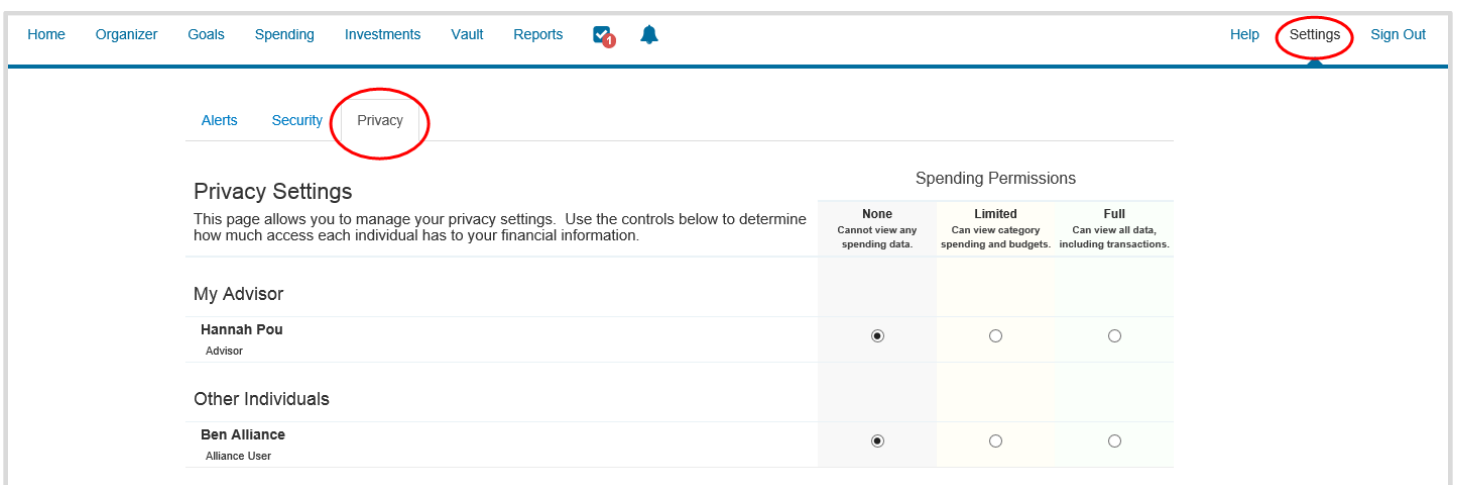 Home Organizer Goals Spending Investments Vault Reports 1 Help Settings Sign Out
Alerts Security Privacy
Privacy Settings
This page allows you to manage your privacy settings. Use the controls below to determine
how much access each individual has to your financial information.
Spending Permissions
None Limited Full
Cannot view any Can view category Can view all data,
spending data. spending and budgets. including transactions.
My Advisor
Hannah Pou
Advisor
Other Individuals
Ben Alliance
Alliance User